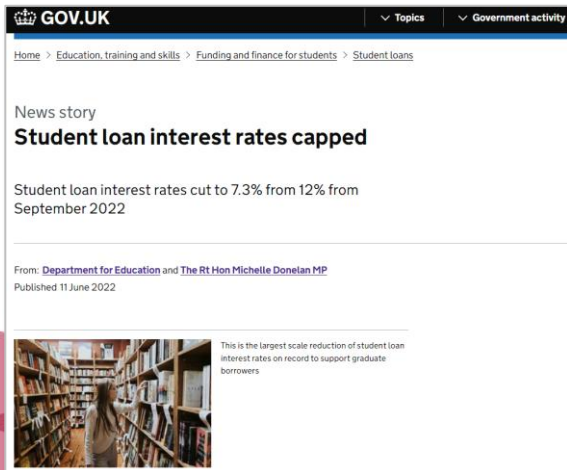 GOV.UK
Topics
Government activity
Home > Education, training and skills > Funding and finance for students > Student loans
News story
Student loan interest rates capped
Student loan interest rates cut to 7.3% from 12% from
September 2022
From: Department for Education and The Rt Hon Michelle Donelan MP
Published 11 June 2022
This is the largest scale reduction of student loan
interest rates on record to support graduate
borrowers